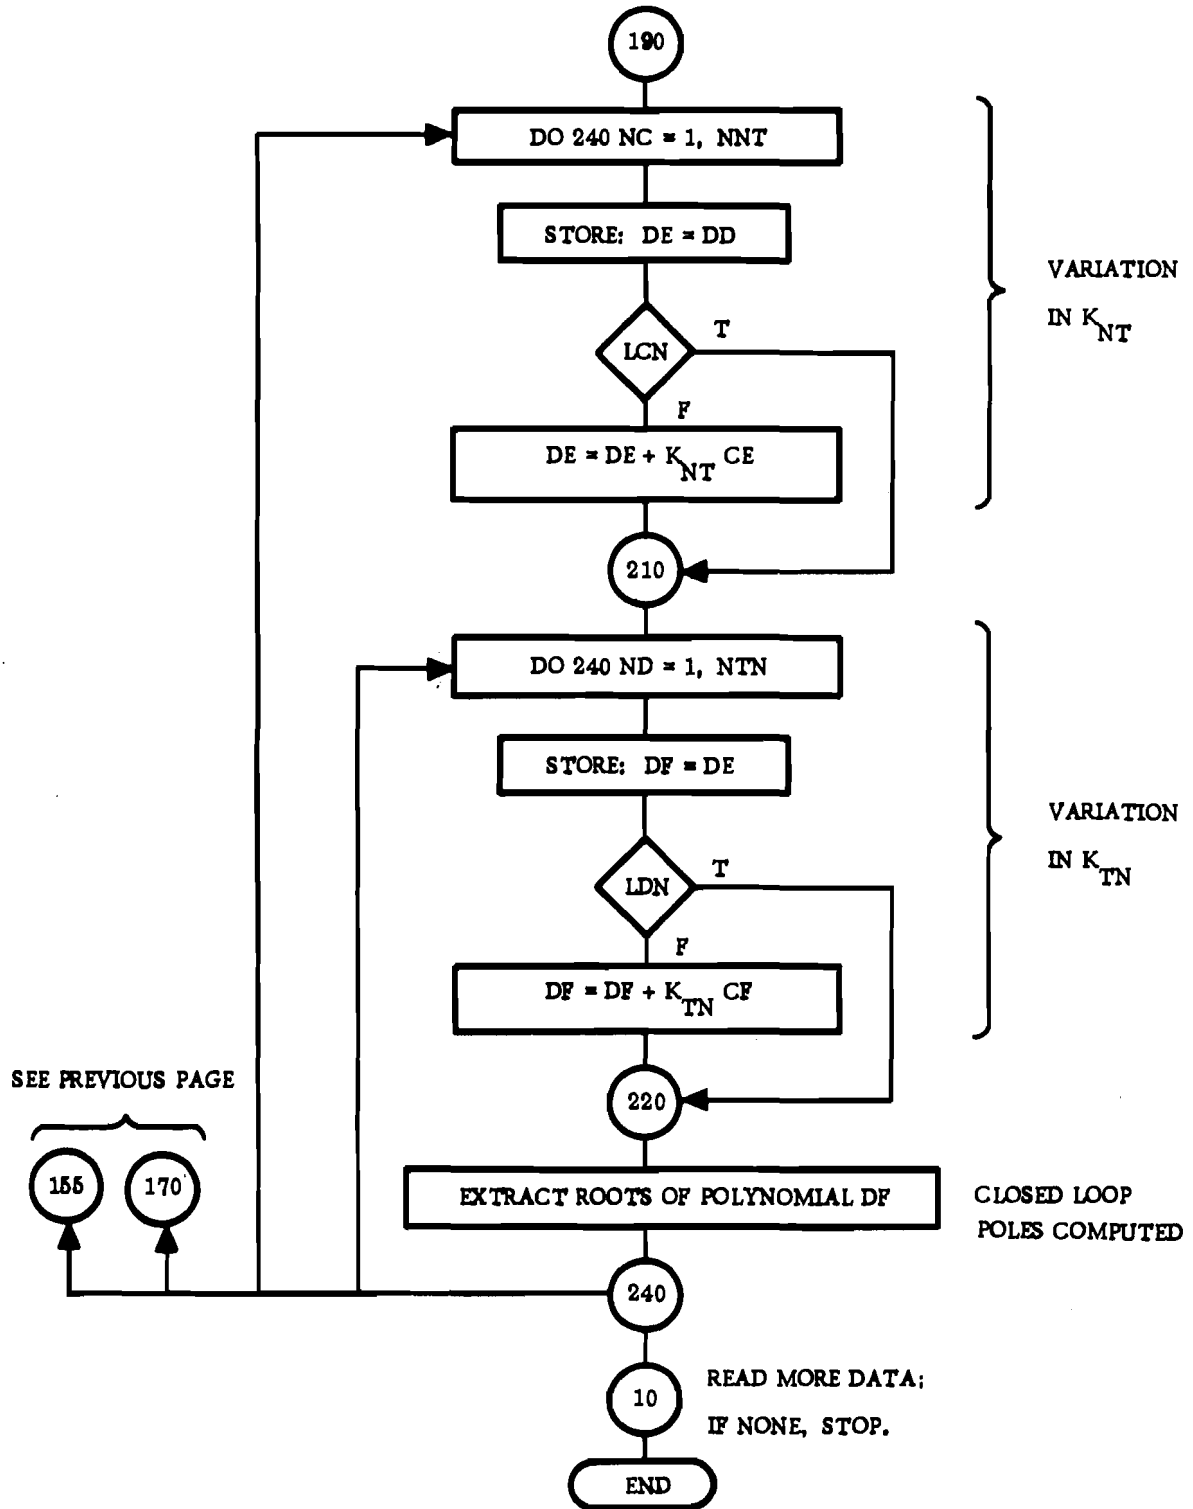 190
DO 240 NC = 1, NNT
STORE: DE = DD
VARIATION
IN K_NT
LCN
T
F
DE = DE + K_NT CE
210
DO 240 ND = 1, NTN
STORE: DF = DE
VARIATION
IN K_TN
LDN
T
F
DF = DF + K_TN CF
SEE PREVIOUS PAGE
220
155
170
EXTRACT ROOTS OF POLYNOMIAL DF
CLOSED LOOP
POLES COMPUTED
240
10
READ MORE DATA;
IF NONE, STOP.
END